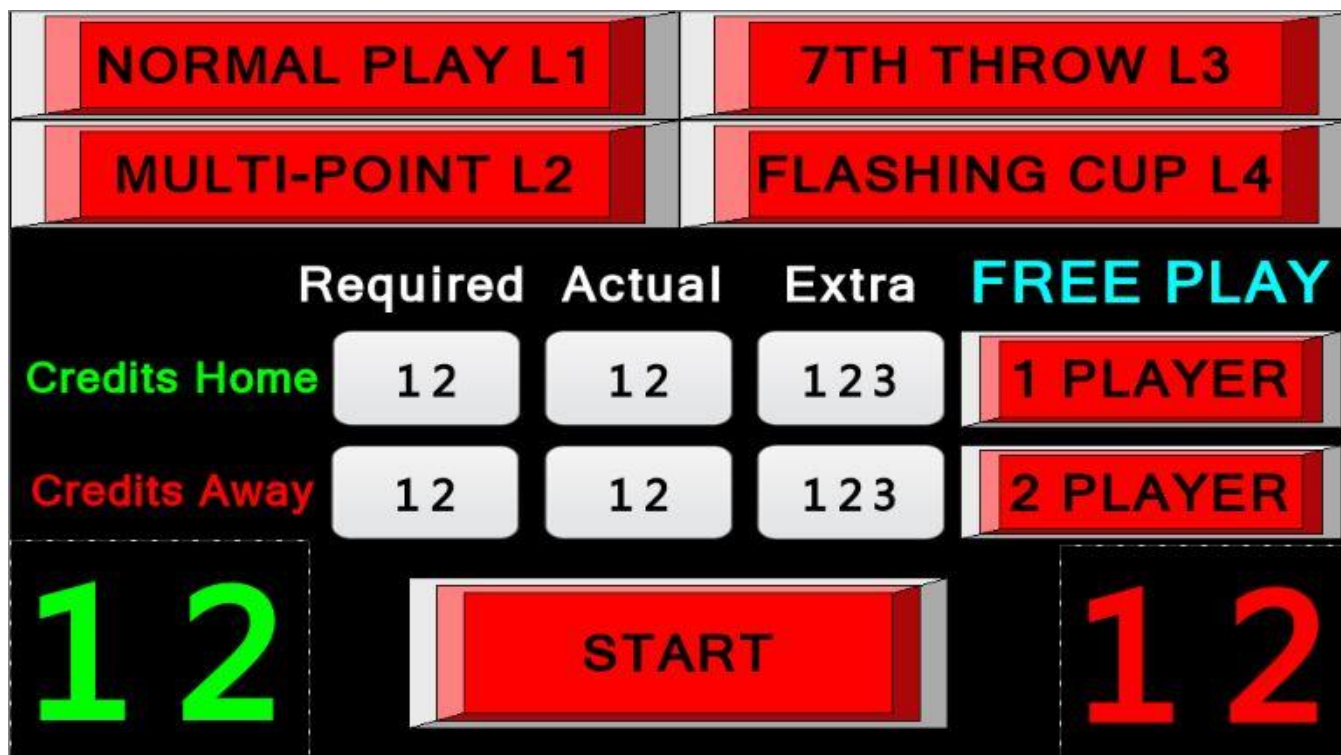 NORMAL PLAY L1
7TH THROW L3
MULTI-POINT L2
FLASHING CUP L4
Required Actual Extra FREE PLAY
Credits Home 12 12 123 1 PLAYER
Credits Away 12 12 123 2 PLAYER
12 START 12